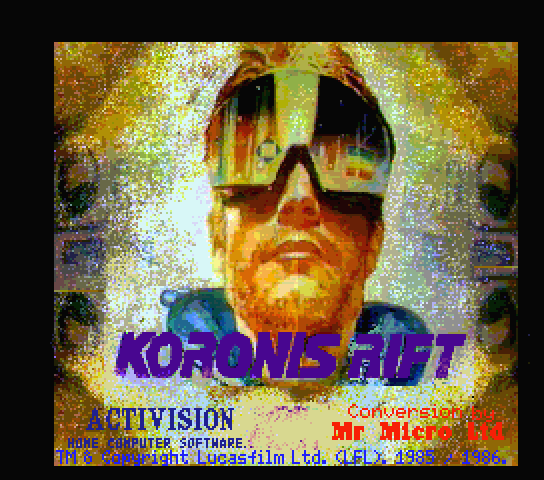 KORONIS RIFT
ACTIVISION
HOME COMPUTER SOFTWARE.
Conversion by
Mr Micro Ltd
TM & Copyright Lucasfilm Ltd. (LFL). 1985 / 1986.